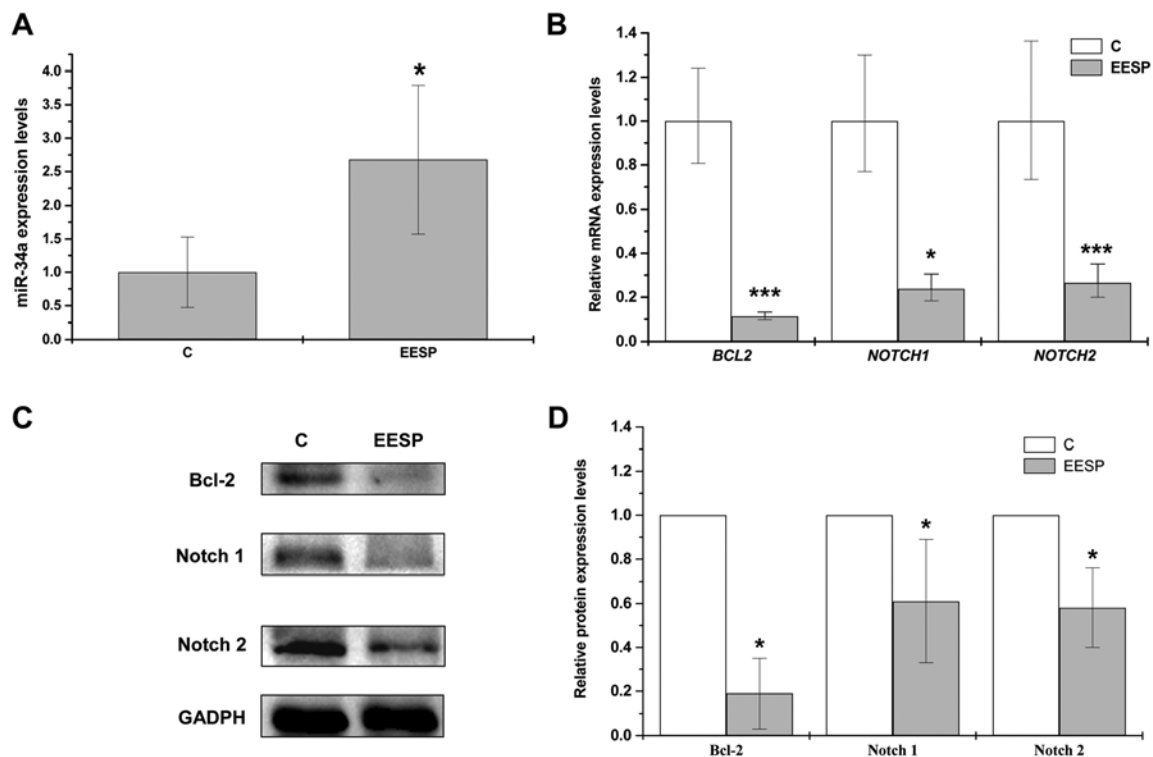 A
miR-34a expression levels
4.0
3.5
3.0
2.5
2.0
1.5
1.0
0.5
0.0
*
C
EESP
B
Relative mRNA expression levels
1.4
1.2
1.0
0.8
0.6
0.4
0.2
0.0
C
EESP
***
*
***
BCL2
NOTCH1
NOTCH2
C
C
EESP
Bcl-2
Notch 1
Notch 2
GADPH
D
Relative protein expression levels
1.4
1.2
1.0
0.8
0.6
0.4
0.2
0.0
C
EESP
*
*
*
Bcl-2
Notch 1
Notch 2